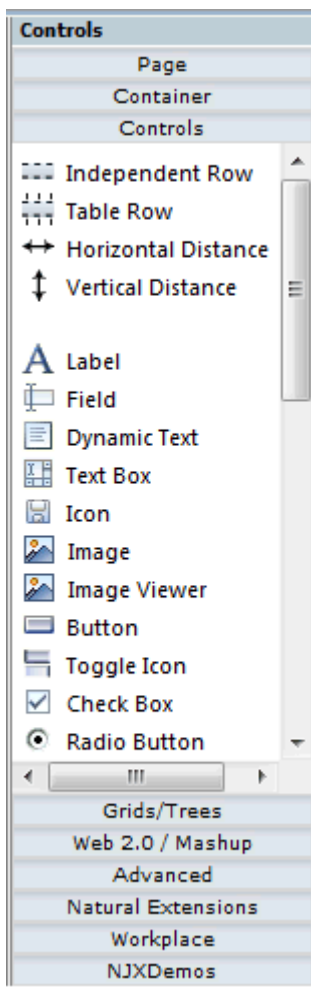 Controls
Page
Container
Controls
Independent Row
Table Row
Horizontal Distance
Vertical Distance
Label
Field
Dynamic Text
Text Box
Icon
Image
Image Viewer
Button
Toggle Icon
Check Box
Radio Button
Grids/Trees
Web 2.0 / Mashup
Advanced
Natural Extensions
Workplace
NJXDemos